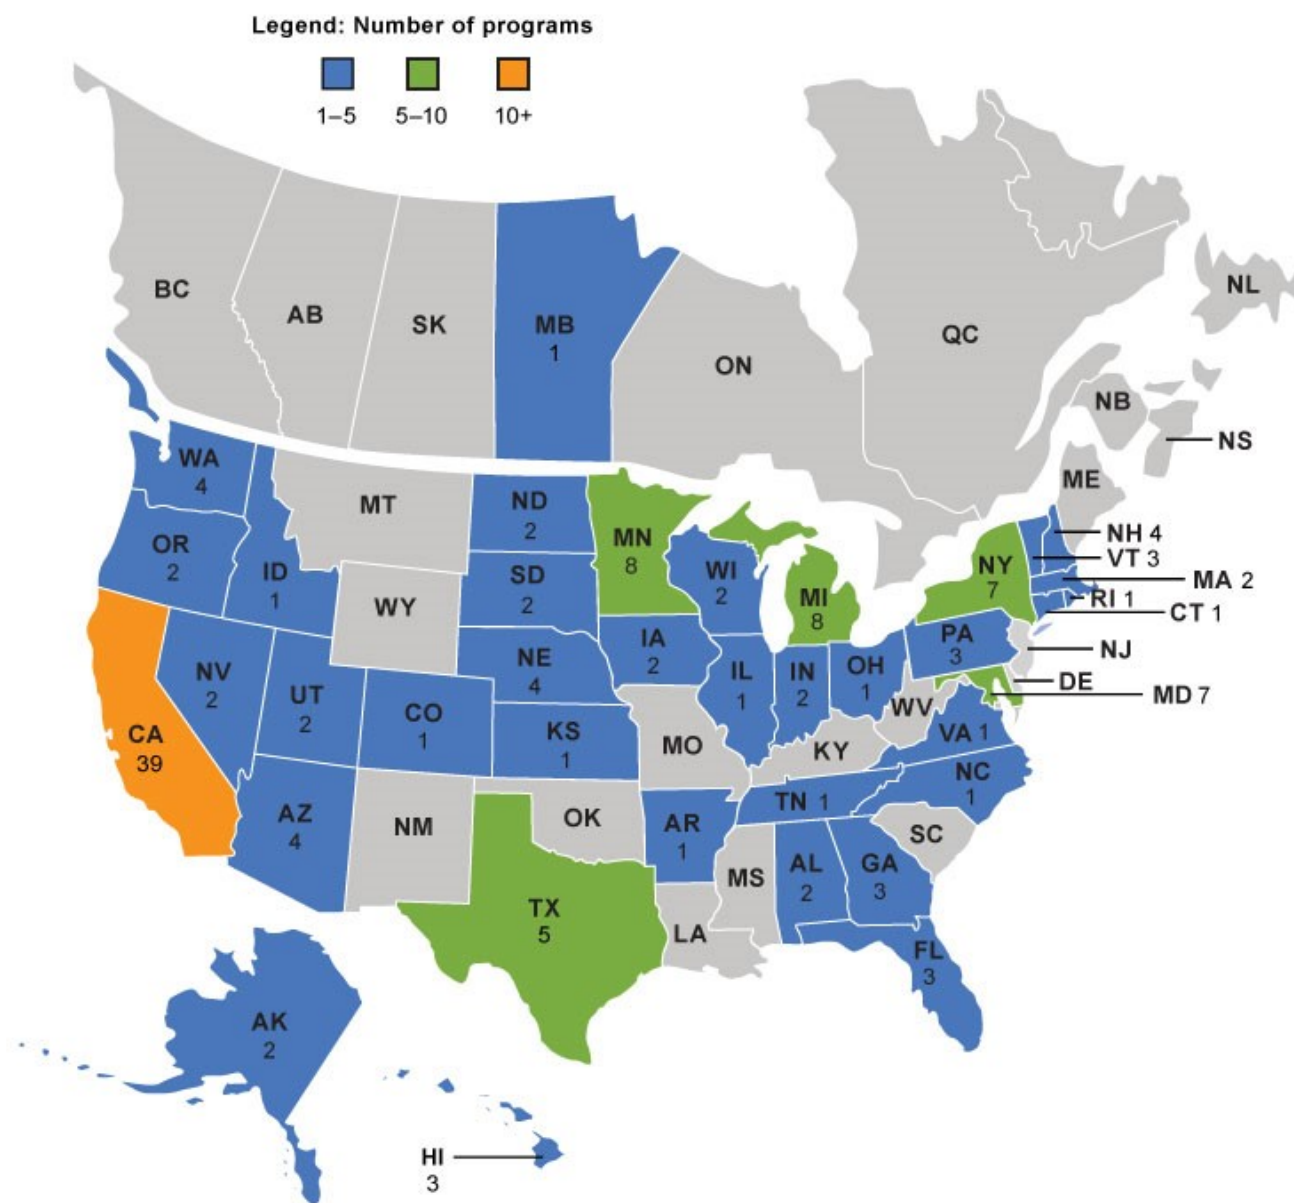 Legend: Number of programs
1–5 5–10 10+
BC
AB
SK
MB
1
ON
QC
NL
NB
NS
WA
4
OR
2
ID
1
MT
WY
ND
2
SD
2
NE
4
KS
1
MN
8
IA
2
WI
2
MI
8
IL
1
IN
2
OH
1
PA
3
NY
7
ME
NH 4
VT 3
MA 2
RI 1
CT 1
NJ
DE
MD 7
WV
VA 1
KY
MO
NC
1
TN 1
SC
CA
39
NV
2
UT
2
CO
1
AZ
4
NM
OK
AR
1
TX
5
LA
MS
AL
2
GA
3
FL
3
AK
2
HI
3